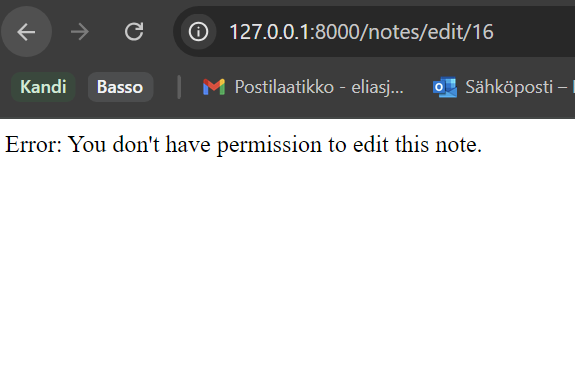 127.0.0.1:8000/notes/edit/16
Kandi Basso Postilaatikko - eliasj... Sähköposti –
Error: You don't have permission to edit this note.